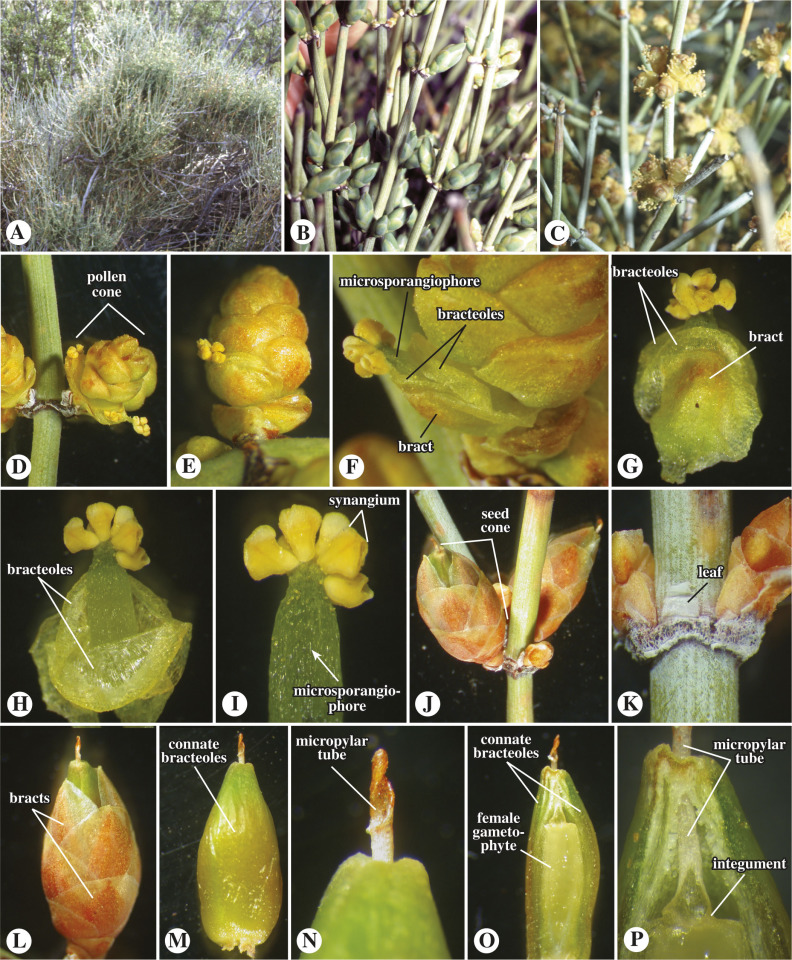 A
B
C
pollen
cone
D
E
microsporangiophore
bracteoles
bract
F
bracteoles
bract
G
bracteoles
H
synangium
microsporangio-
phore
I
seed
cone
J
leaf
K
bracts
L
connate
bracteoles
M
micropylar
tube
N
connate
bracteoles
female
gameto-
phyte
O
micropylar
tube
integument
P